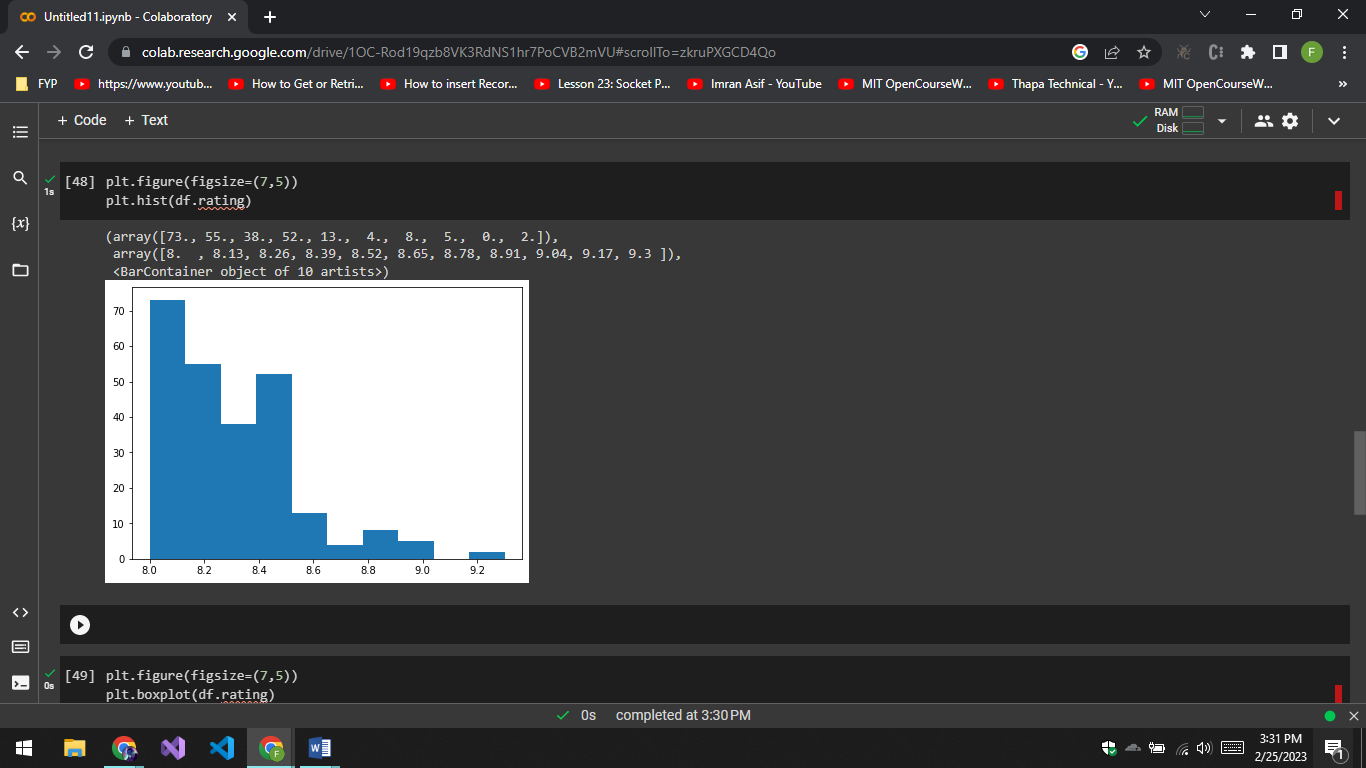 Untitled11.ipynb - Colaboratory
colab.research.google.com/drive/1OC-Rod19qzb8VK3RdNS1hr7PoCVB2mVU#scrollTo=zkruPXGCD4Qo
F
FYP https://www.youtub... How to Get or Retri... How to insert Recor... Lesson 23: Socket P... Imran Asif - YouTube MIT OpenCourseW... Thapa Technical - Y... MIT OpenCourseW... »
+ Code + Text
RAM
Disk
[48] plt.figure(figsize=(7,5))
1s
plt.hist(df.rating)
{x}
(array([73., 55., 38., 52., 13.,  4.,  8.,  5.,  0.,  2.]),
array([8.  , 8.13, 8.26, 8.39, 8.52, 8.65, 8.78, 8.91, 9.04, 9.17, 9.3 ]),
<BarContainer object of 10 artists>)
70
60
50
40
30
20
10
0
8.0 8.2 8.4 8.6 8.8 9.0 9.2
[49] plt.figure(figsize=(7,5))
0s
plt.boxplot(df.rating)
0s completed at 3:30 PM
F
3:31 PM
2/25/2023
1